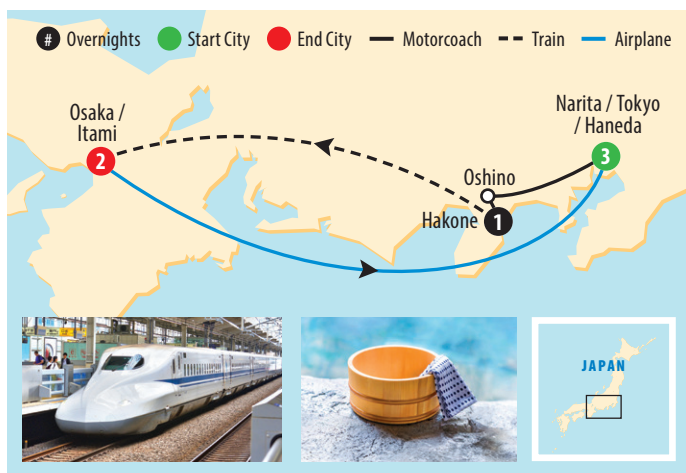 # Overnights
Start City
End City
Motorcoach
Train
Airplane
Osaka /
Itami
2
Narita / Tokyo
/ Haneda
3
Oshino
Hakone
1
JAPAN